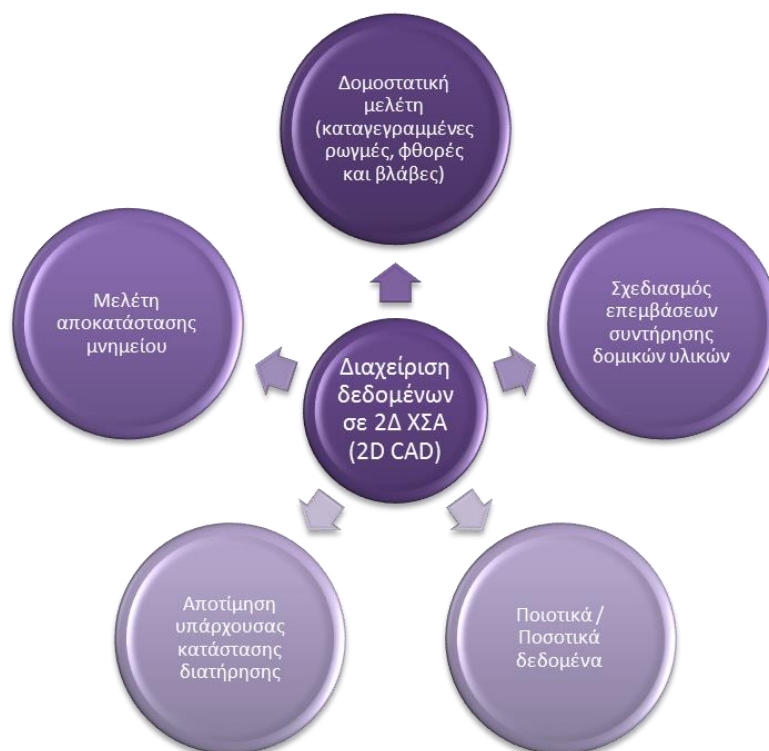 Δομοστατική
μελέτη
(καταγεγραμμένες
ρωγμές, φθορές
και βλάβες)
Σχεδιασμός
επεμβάσεων
συντήρησης
δομικών υλικών
Ποιοτικά /
Ποσοτικά
δεδομένα
Αποτίμηση
υπάρχουσας
κατάστασης
διατήρησης
Μελέτη
αποκατάστασης
μνημείου
Διαχείριση
δεδομένων
σε 2Δ ΧΣΑ
(2D CAD)